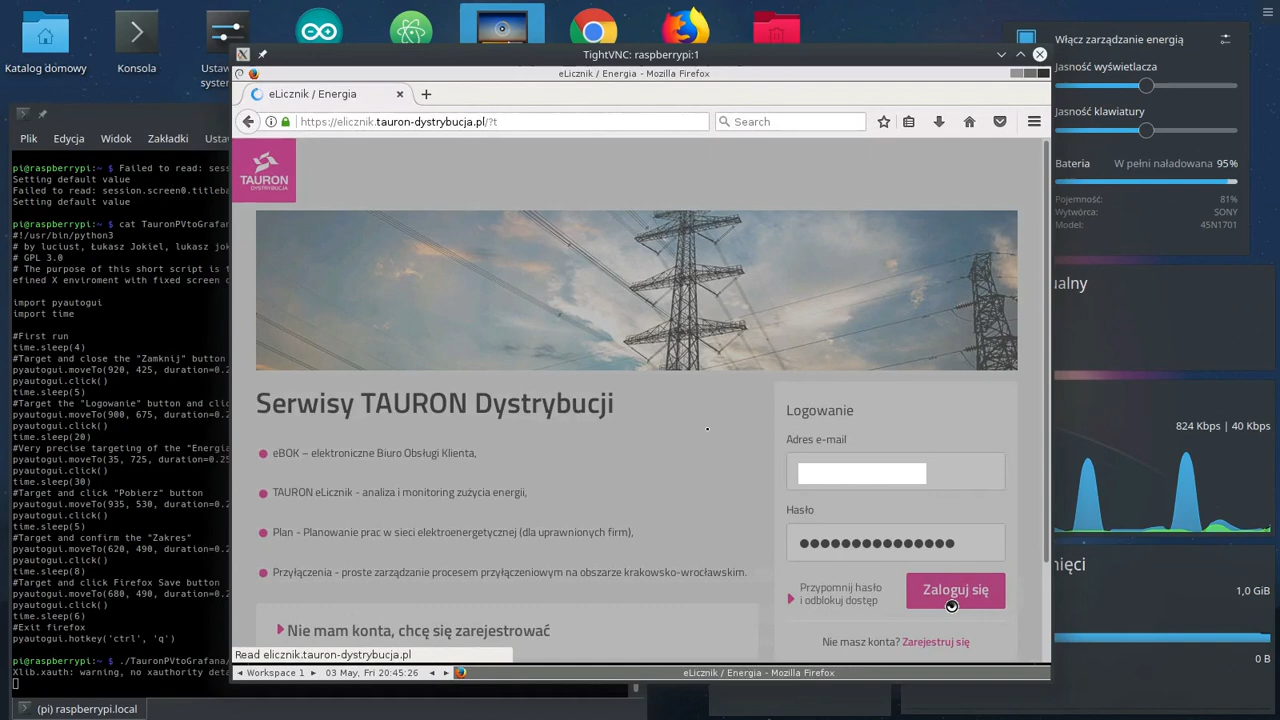 Katalog domowy
Konsola
Ustaw
system
TightVNC: raspberrypi:1
eLicznik / Energia - Mozilla Firefox
eLicznik / Energia
https://elicznik.tauron-dystrybucja.pl/?t
Search
TAURON
DYSTRYBUCJA
Serwisy TAURON Dystrybucji
eBOK – elektroniczne Biuro Obsługi Klienta,
TAURON eLicznik - analiza i monitoring zużycia energii,
Plan - Planowanie prac w sieci elektroenergetycznej (dla uprawnionych firm),
Przyłączenia - proste zarządzanie procesem przyłączeniowym na obszarze krakowsko-wrocławskim.
Nie mam konta, chcę się zarejestrować
Logowanie
Adres e-mail
Hasło
Przypomnij hasło
i odblokuj dostęp
Zaloguj się
Nie masz konta? Zarejestruj się
Read elicznik.tauron-dystrybucja.pl
Workspace 1
03 May, Fri 20:45:26
eLicznik / Energia - Mozilla Firefox
Plik Edycja Widok Zakładki Ustaw
pi@raspberrypi:~ $ Failed to read: sess
Setting default value
Failed to read: session.screen0.titleba
Setting default value
pi@raspberrypi:~ $ cat TauronPVtoGrafan
#!/usr/bin/python3
# by luciust, Łukasz Jokiel, lukasz jok
# GPL 3.0
# The purpose of this short script is t
efined X enviroment with fixed screen d
import pyautogui
import time
#First run
time.sleep(4)
#Target and close the "Zamknij" button
pyautogui.moveTo(920, 425, duration=0.2
pyautogui.click()
time.sleep(5)
#Target the "Logowanie" button and clic
pyautogui.moveTo(900, 675, duration=0.2
pyautogui.click()
time.sleep(20)
#Very precise targeting of the "Energia
pyautogui.moveTo(35, 725, duration=0.25
pyautogui.click()
time.sleep(30)
#Target and click "Pobierz" button
pyautogui.moveTo(935, 530, duration=0.2
pyautogui.click()
time.sleep(5)
#Target and confirm the "Zakres"
pyautogui.moveTo(620, 490, duration=0.2
pyautogui.click()
time.sleep(8)
#Target and click Firefox Save button
pyautogui.moveTo(680, 490, duration=0.2
pyautogui.click()
time.sleep(6)
#Exit firefox
pyautogui.hotkey('ctrl', 'q')
pi@raspberrypi:~ $ ./TauronPVtoGrafana/
Xlib.xauth: warning, no xauthority deta
(pi) raspberrypi.local
Włącz zarządzanie energią
Jasność wyświetlacza
Jasność klawiatury
Bateria W pełni naładowana 95%
Pojemność: 81%
Wytwórca: SONY
Model: 45N1701
ualny
824 Kbps | 40 Kbps
nięci
1,0 GiB
0 B